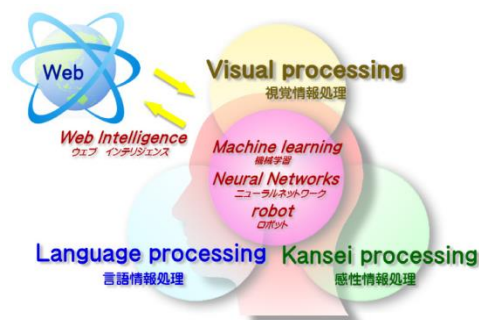 Web
Visual processing
視覚情報処理
Web Intelligence
ウェブ インテリジェンス
Machine learning
機械学習
Neural Networks
ニューラルネットワーク
robot
ロボット
Language processing
言語情報処理
Kansei processing
感性情報処理